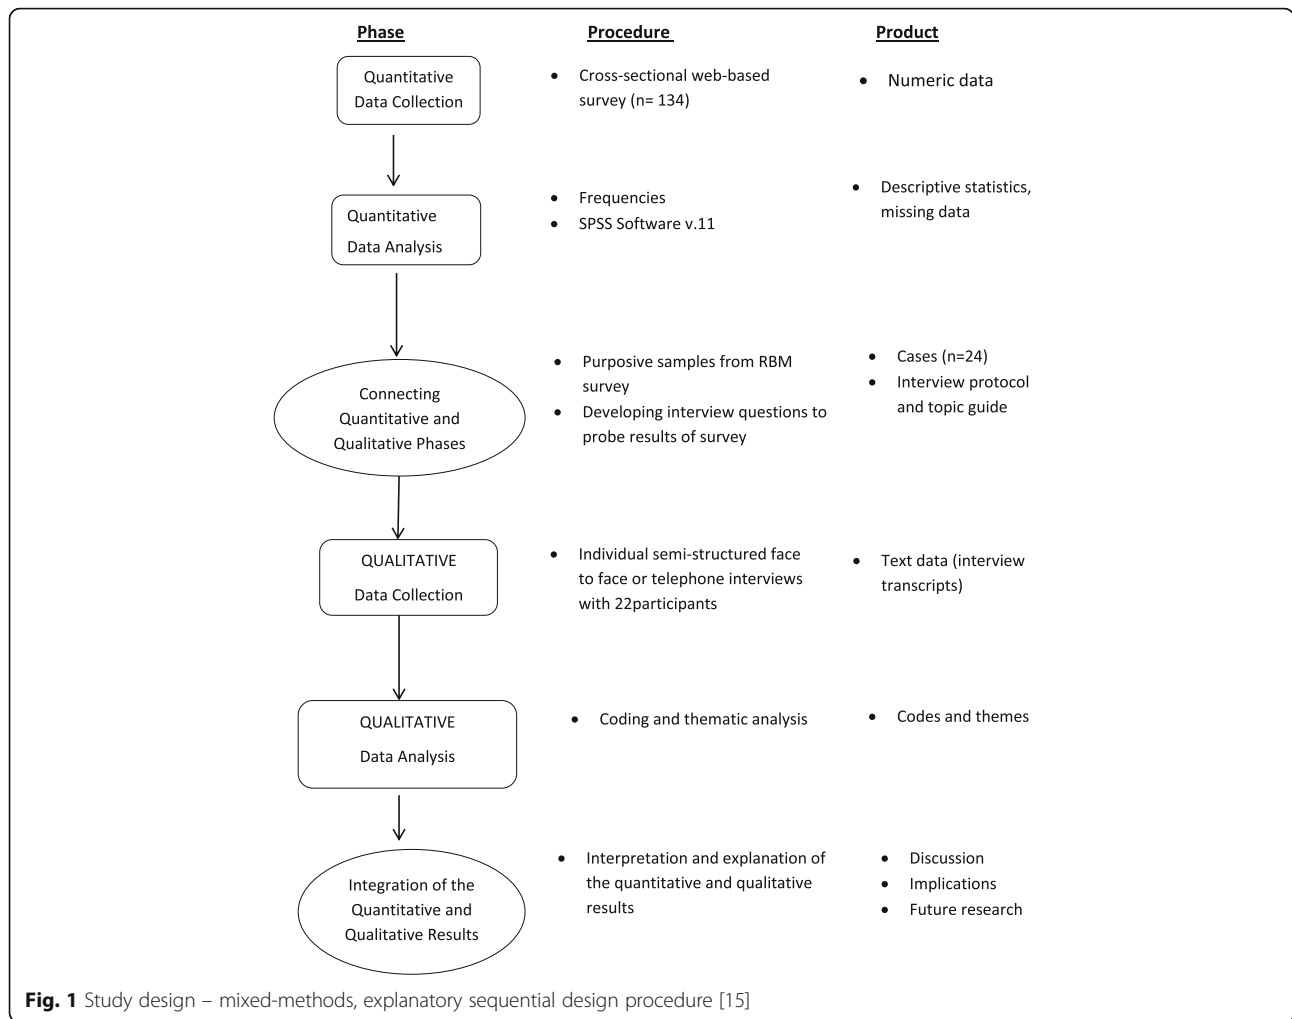 Phase
Procedure
Product
Quantitative
Data Collection
• Cross-sectional web-based
survey (n= 134)
• Numeric data
Quantitative
Data Analysis
• Frequencies
• SPSS Software v.11
• Descriptive statistics,
missing data
Connecting
Quantitative and
Qualitative Phases
• Purposive samples from RBM
survey
• Developing interview questions to
probe results of survey
• Cases (n=24)
• Interview protocol
and topic guide
QUALITATIVE
Data Collection
• Individual semi-structured face
to face or telephone interviews
with 22participants
• Text data (interview
transcripts)
QUALITATIVE
Data Analysis
• Coding and thematic analysis
• Codes and themes
Integration of the
Quantitative and
Qualitative Results
• Interpretation and explanation of
the quantitative and qualitative
results
• Discussion
• Implications
• Future research
Fig. 1 Study design – mixed-methods, explanatory sequential design procedure [15]